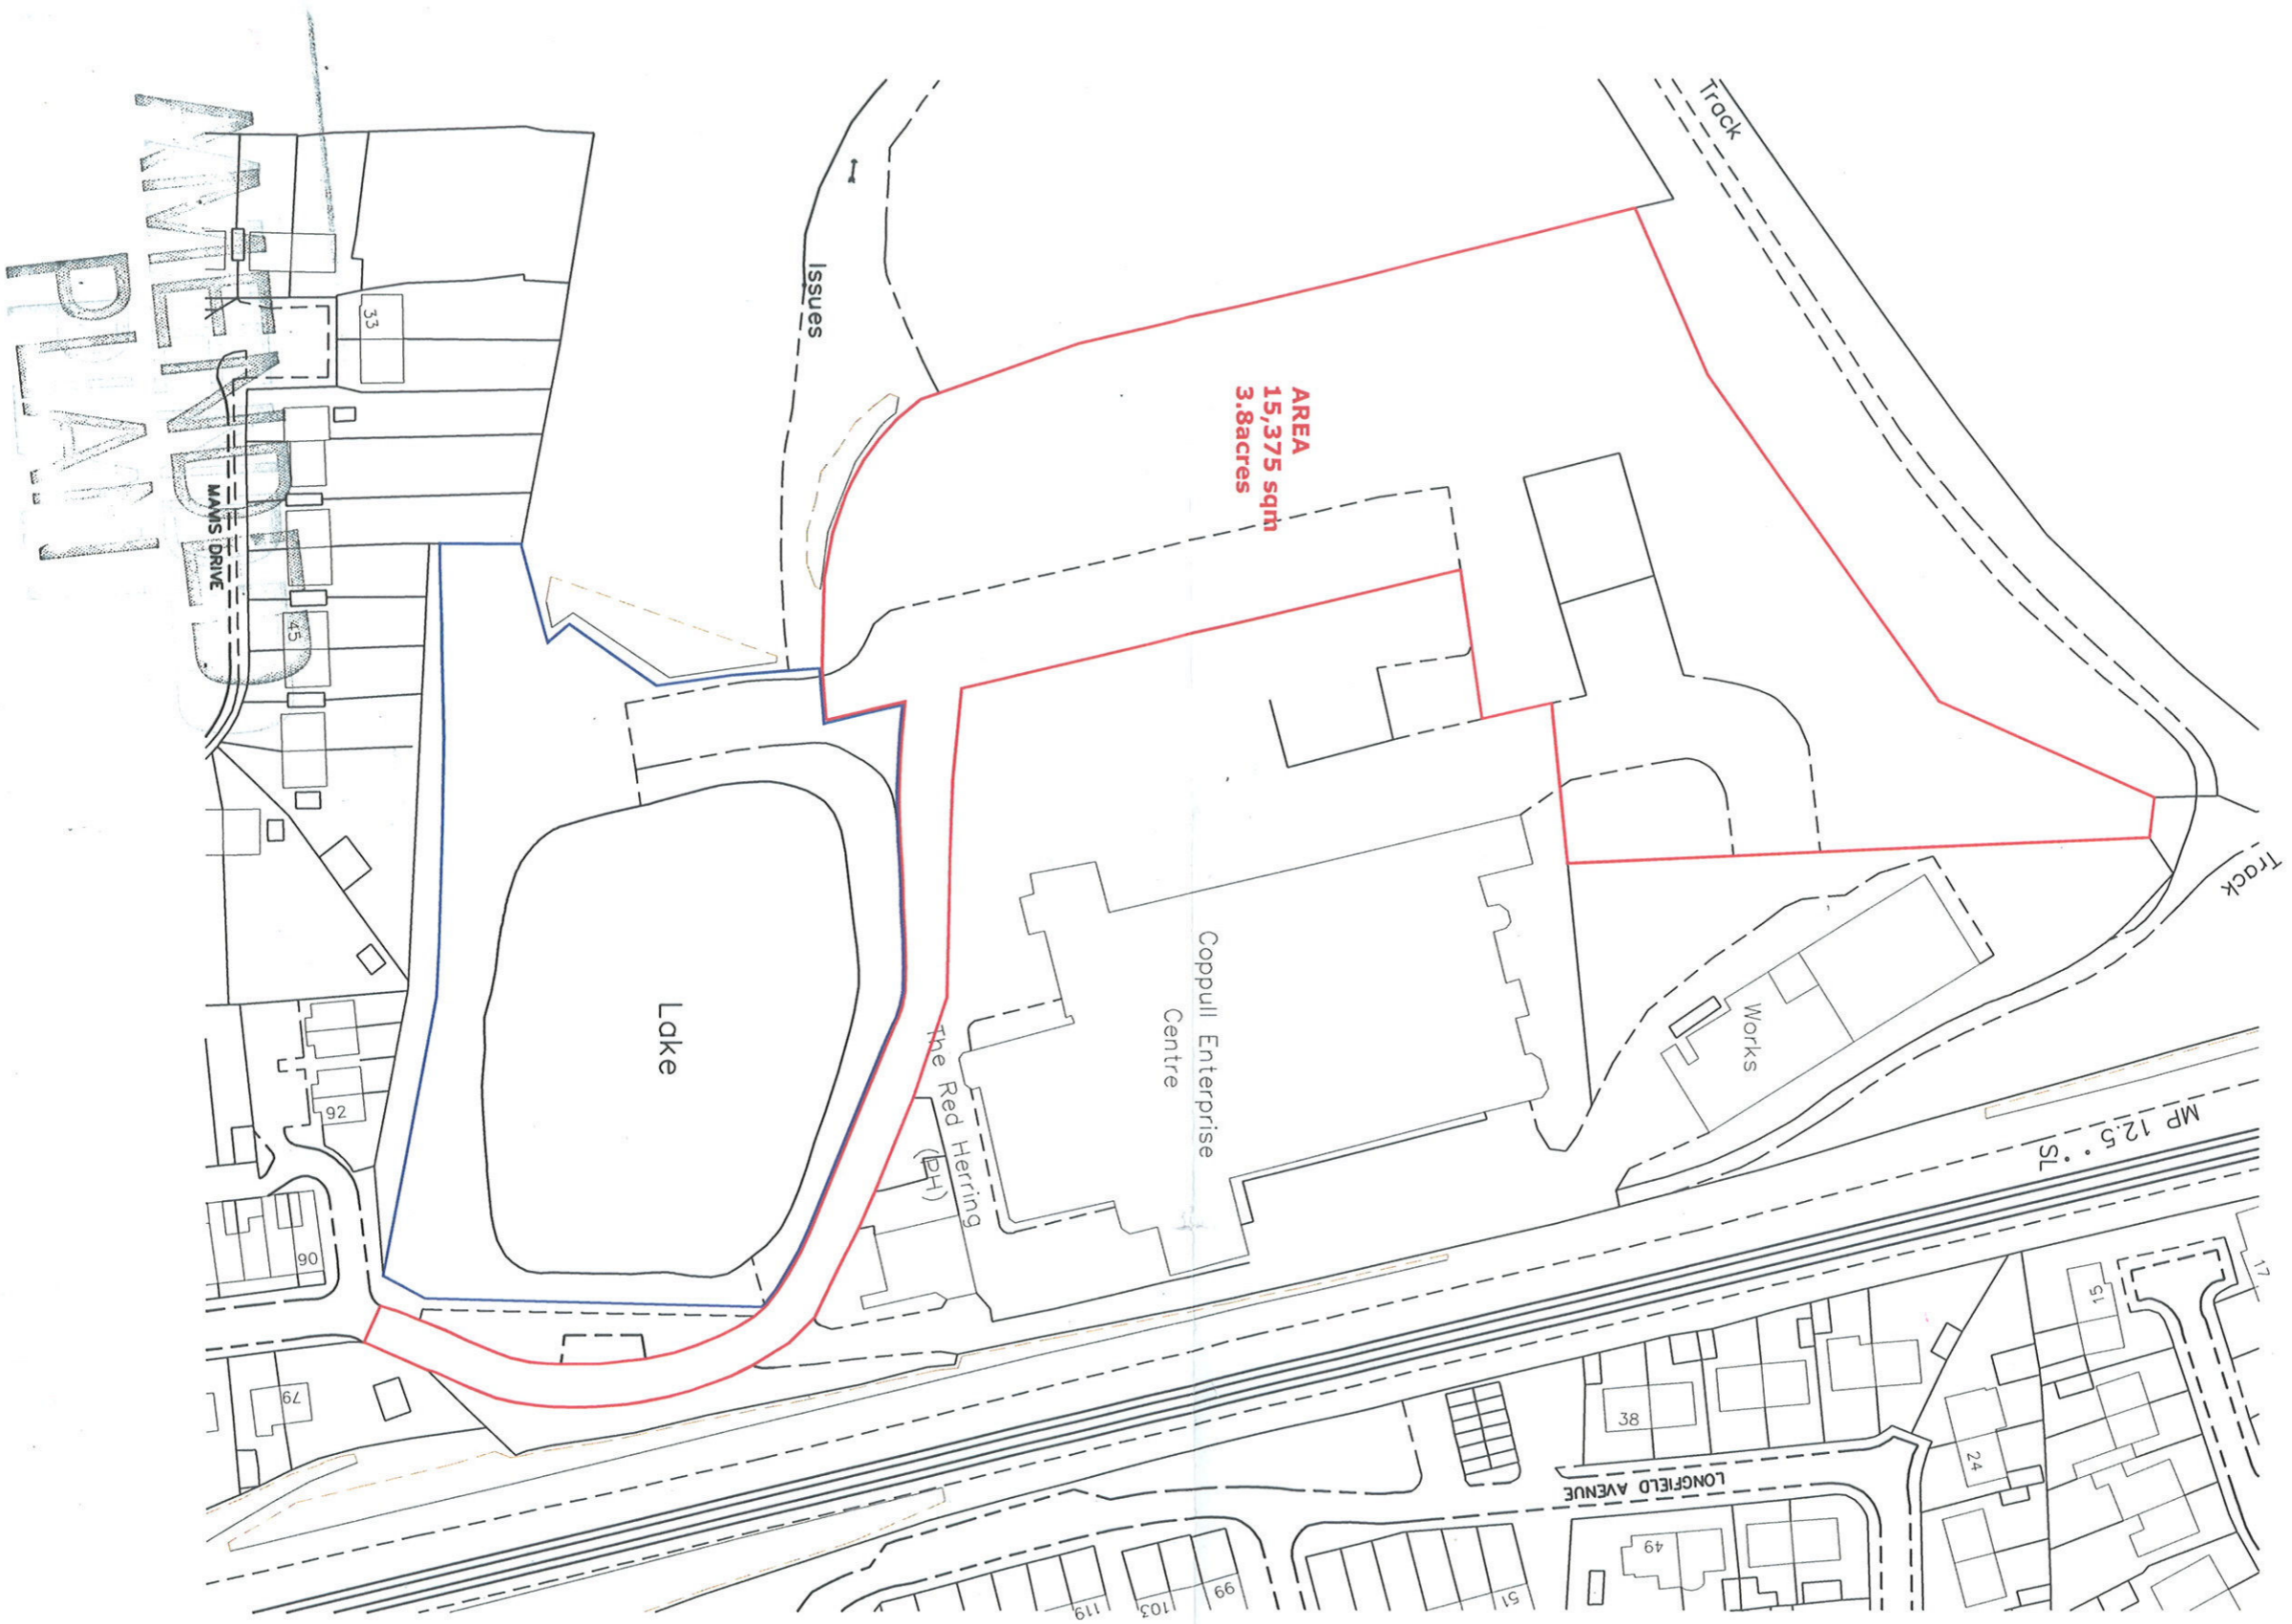 AMENDED
PLAN
Track
Issues
AREA
15,375 sqm
3.8acres
33
MAVIS DRIVE
45
Track
Lake
Coppull Enterprise
Centre
The Red Herring
(PH)
Works
92
90
79
MP 12.5
SL
17
15
38
24
LONGFIELD AVENUE
49
51
99
103
119